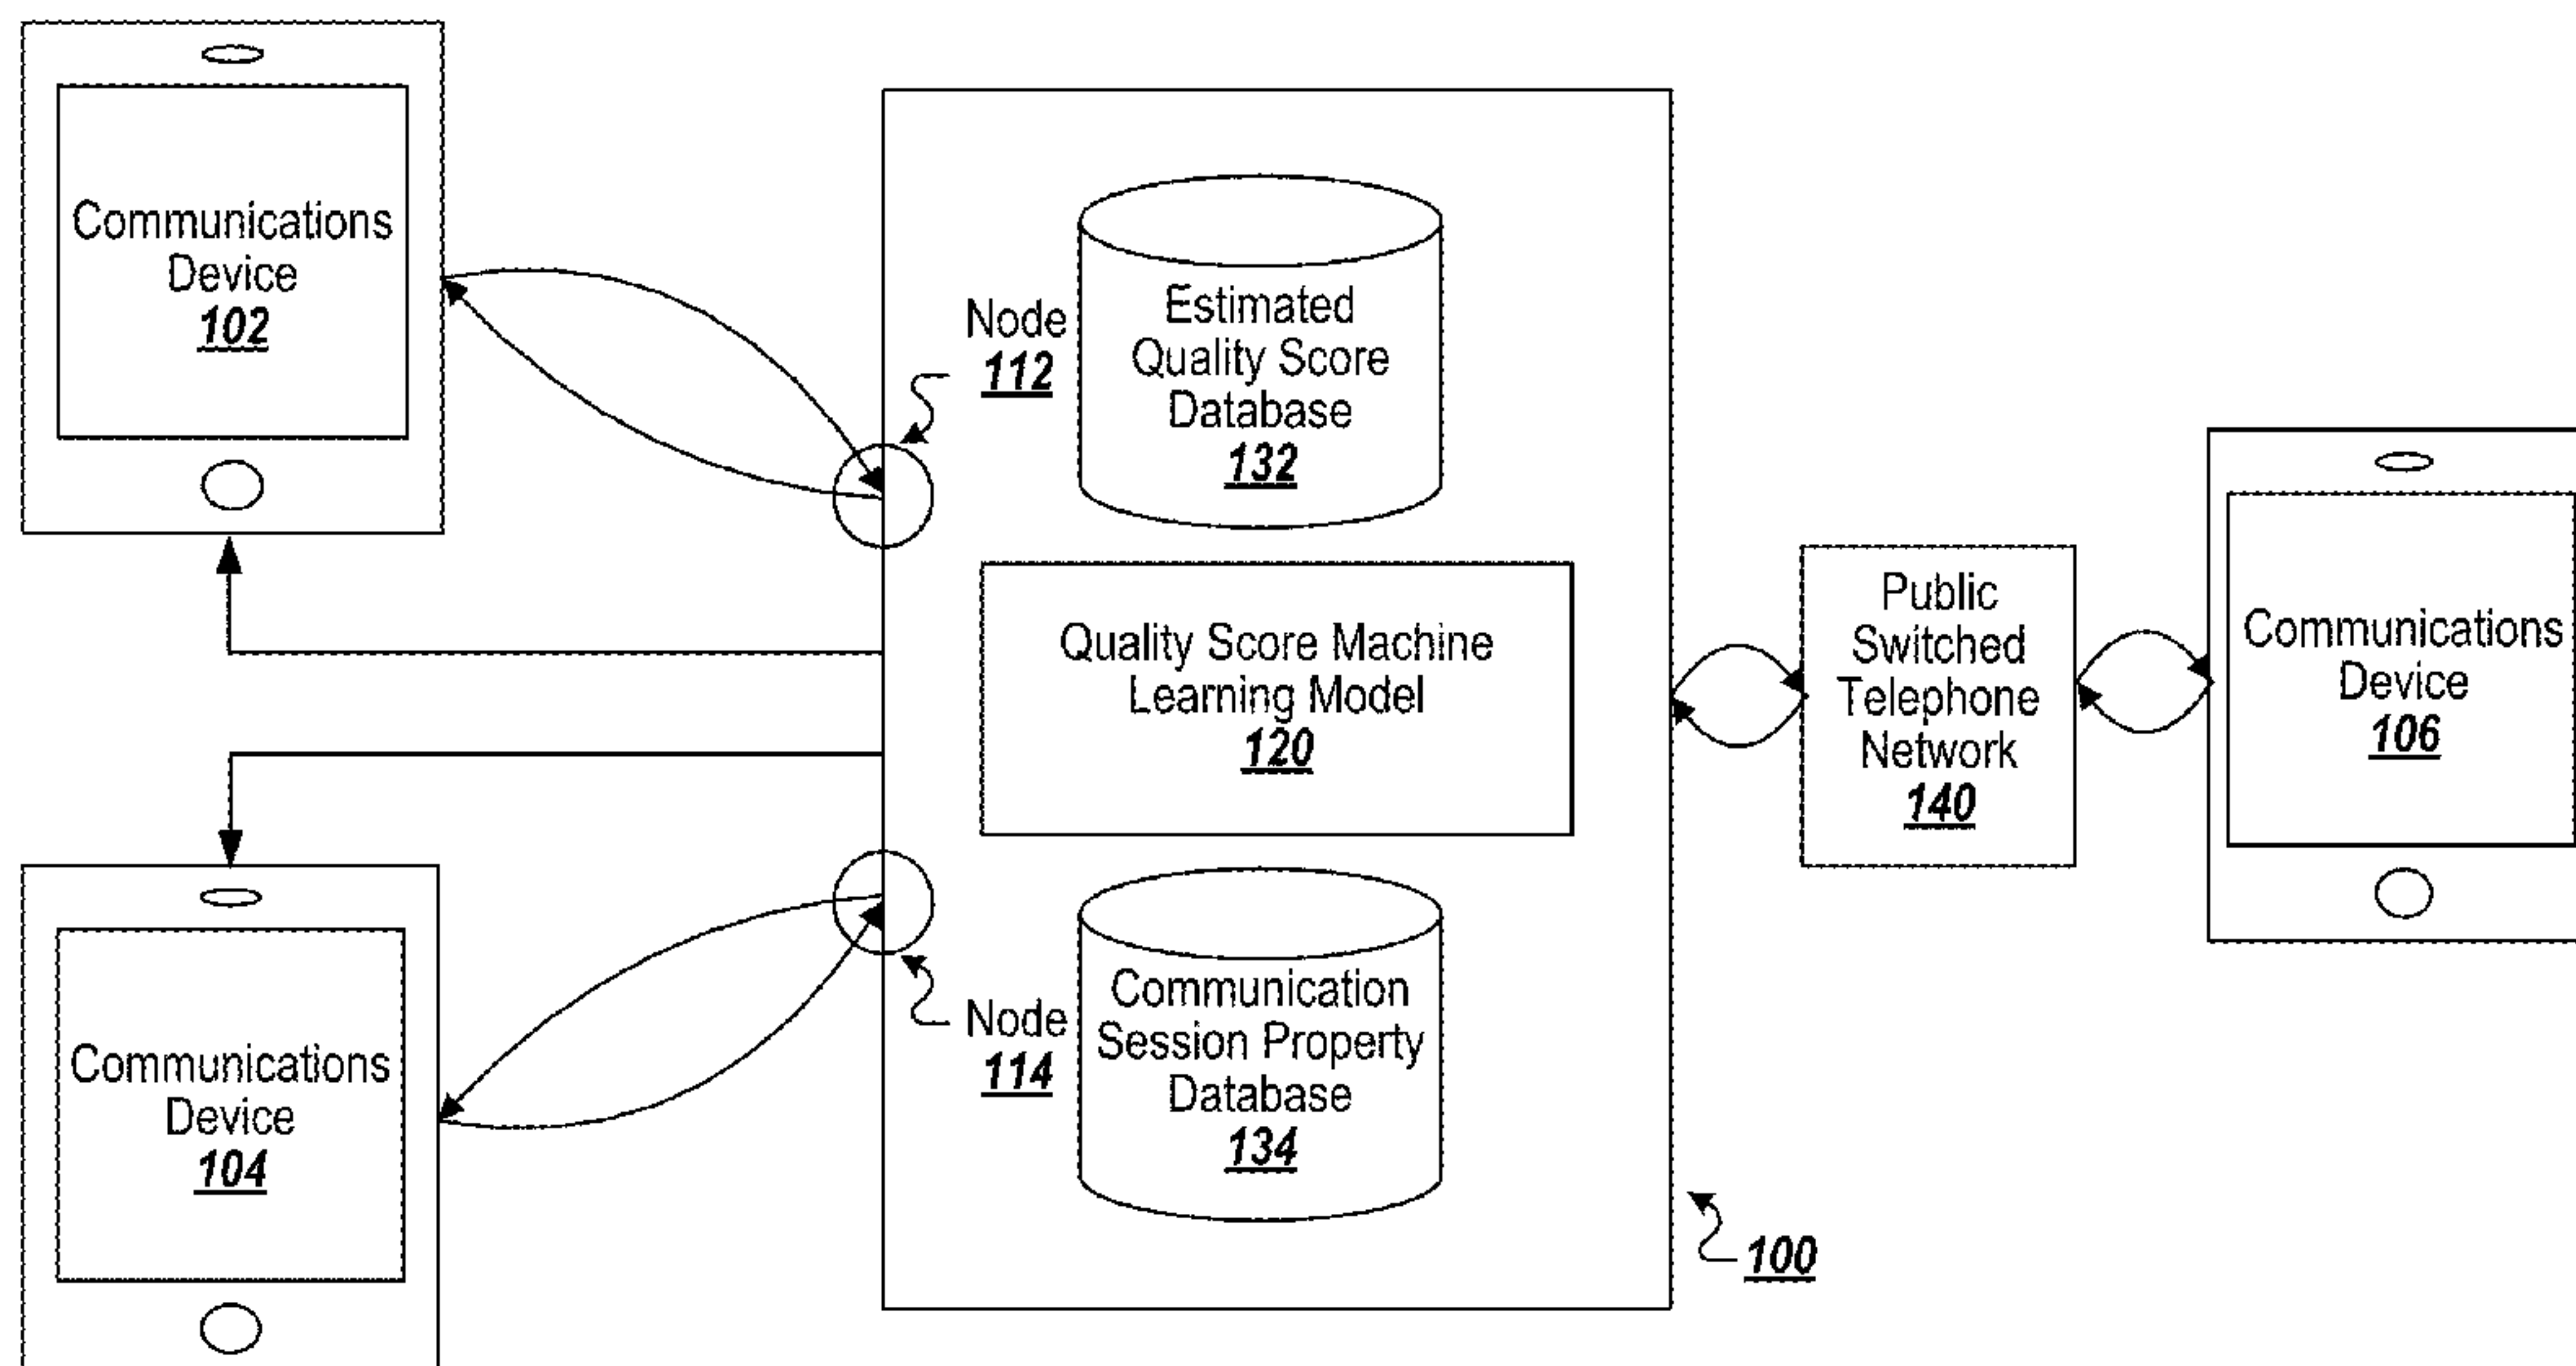 Communications
Device
102
Node
112
Estimated
Quality Score
Database
132
Quality Score Machine
Learning Model
120
Public
Switched
Telephone
Network
140
Communications
Device
106
Communications
Device
104
Node
114
Communication
Session Property
Database
134
100